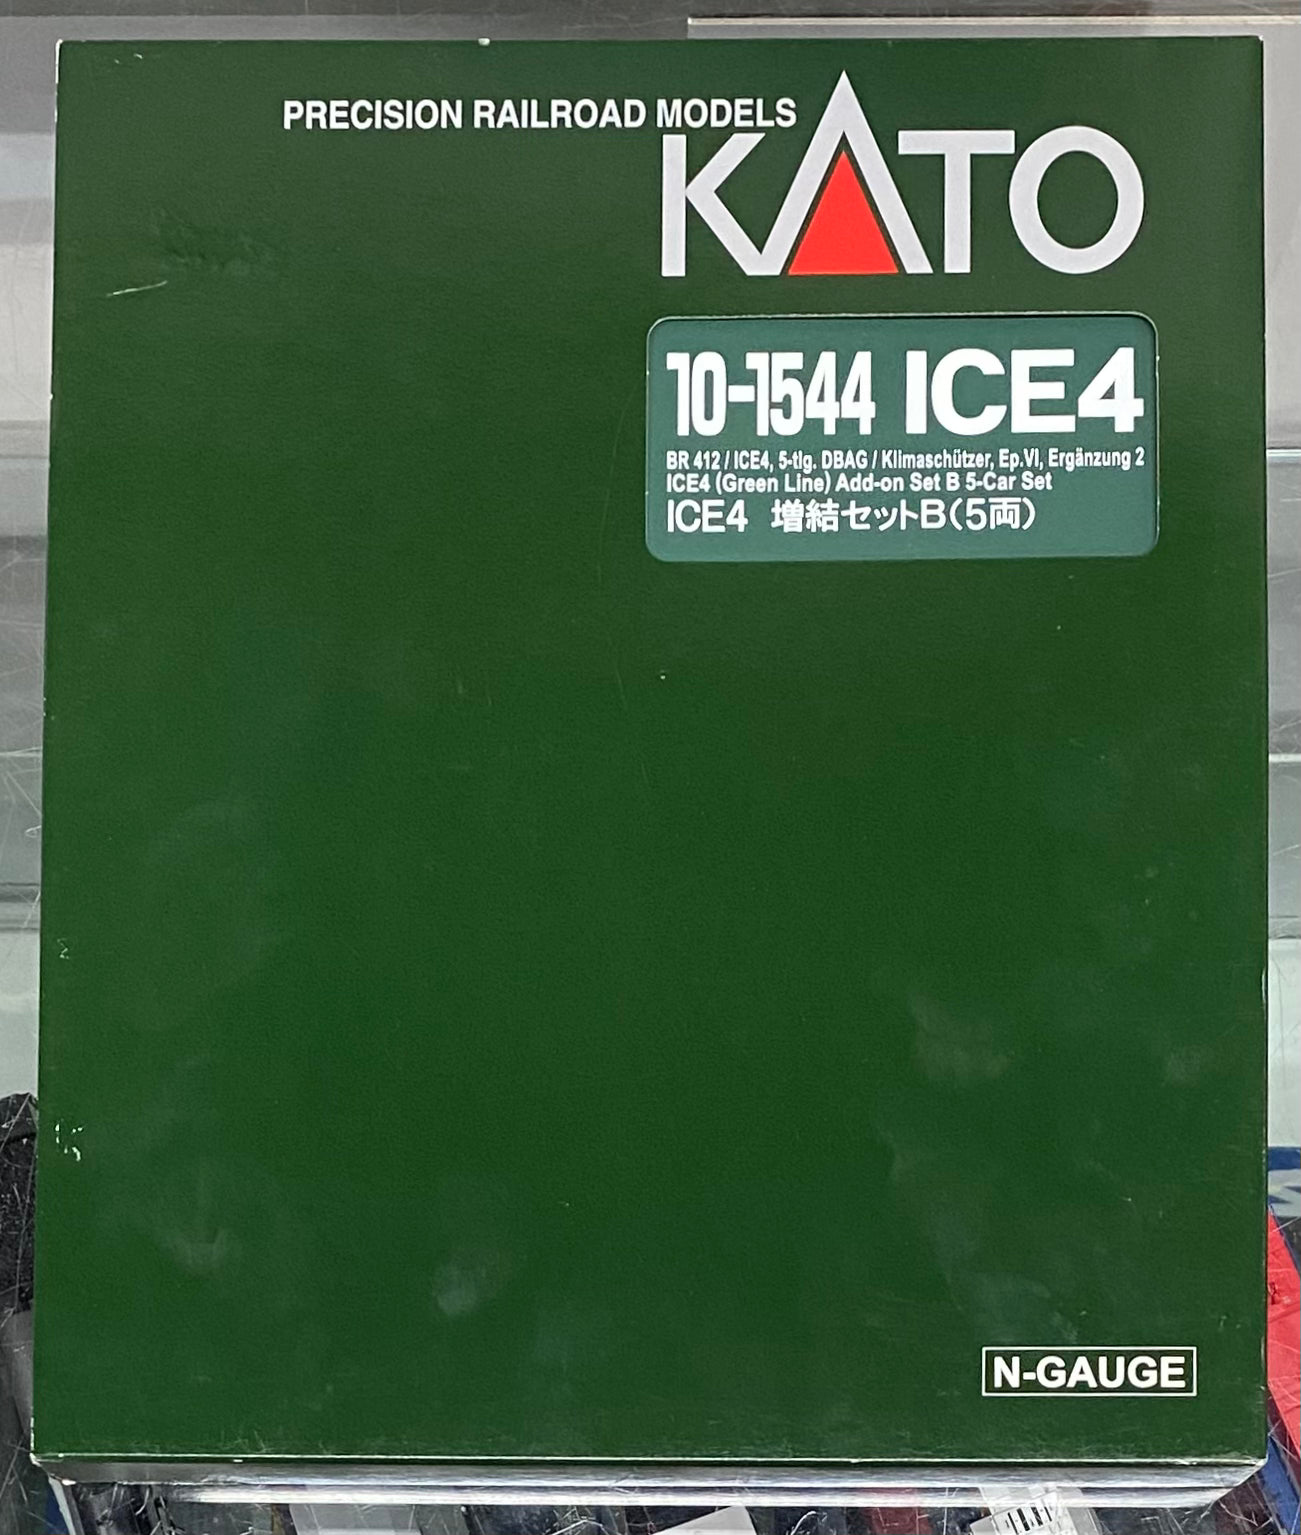 PRECISION RAILROAD MODELS
KATO
10-1544 ICE4
BR 412 / ICE4, 5-tlg. DBAG / Klimaschützer, Ep.VI, Ergänzung 2
ICE4 (Green Line) Add-on Set B 5-Car Set
ICE4 増結セットB(5両)
N-GAUGE